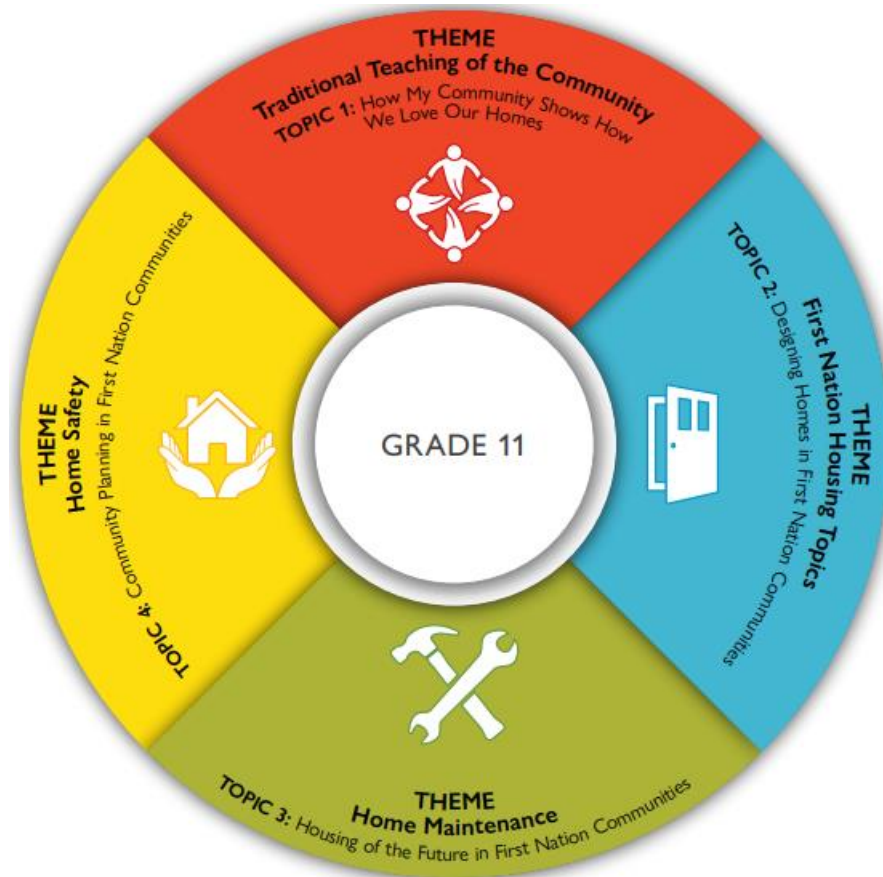 THEME
Traditional Teaching of the Community
TOPIC 1: How My Community Shows How
We Love Our Homes
THEME
First Nation Housing Topics
TOPIC 2: Designing Homes in First Nation Communities
THEME
Home Maintenance
TOPIC 3: Housing of the Future in First Nation Communities
THEME
Home Safety
TOPIC 4: Community Planning in First Nation Communities
GRADE 11